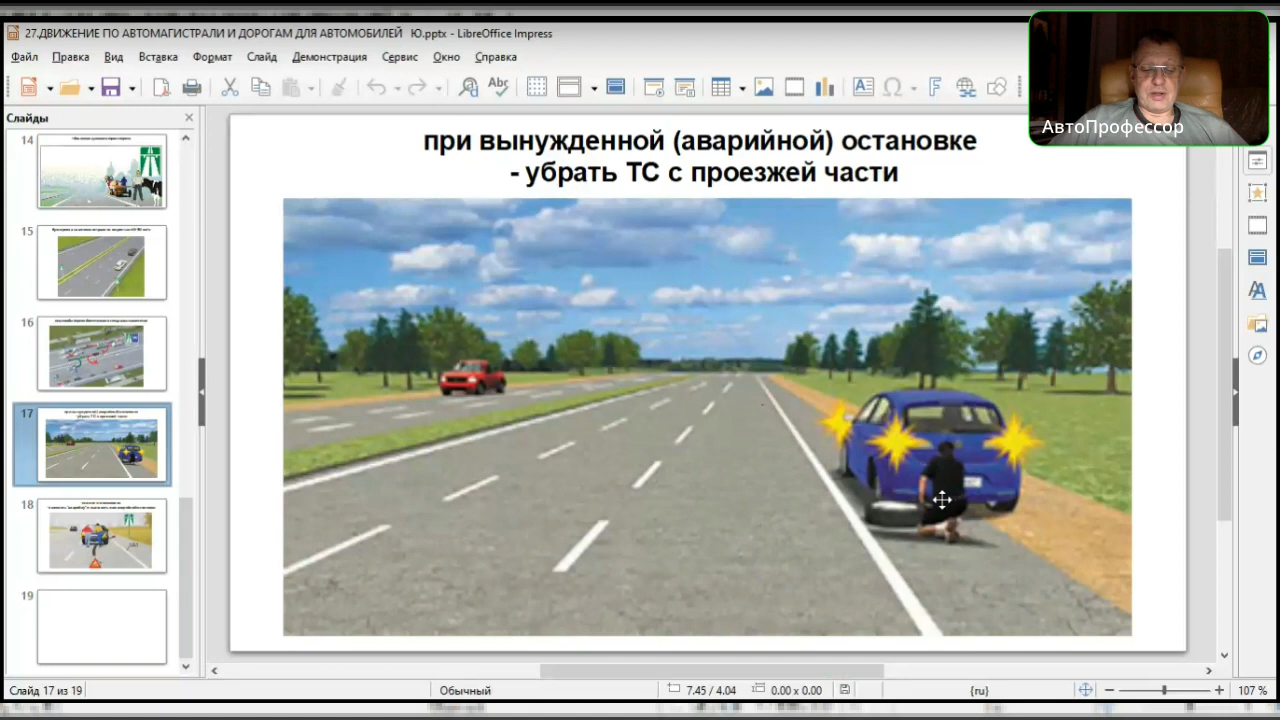 27.ДВИЖЕНИЕ ПО АВТОМАГИСТРАЛИ И ДОРОГАМ ДЛЯ АВТОМОБИЛЕЙ Ю.pptx - LibreOffice Impress
Файл Правка Вид Вставка Формат Слайд Демонстрация Сервис Окно Справка
АвтоПрофессор
Слайды
14
15
16
17
18
19
при вынужденной (аварийной) остановке
- убрать ТС с проезжей части
Слайд 17 из 19
Обычный
7.45 / 4.04
0.00 x 0.00
{ru}
107 %